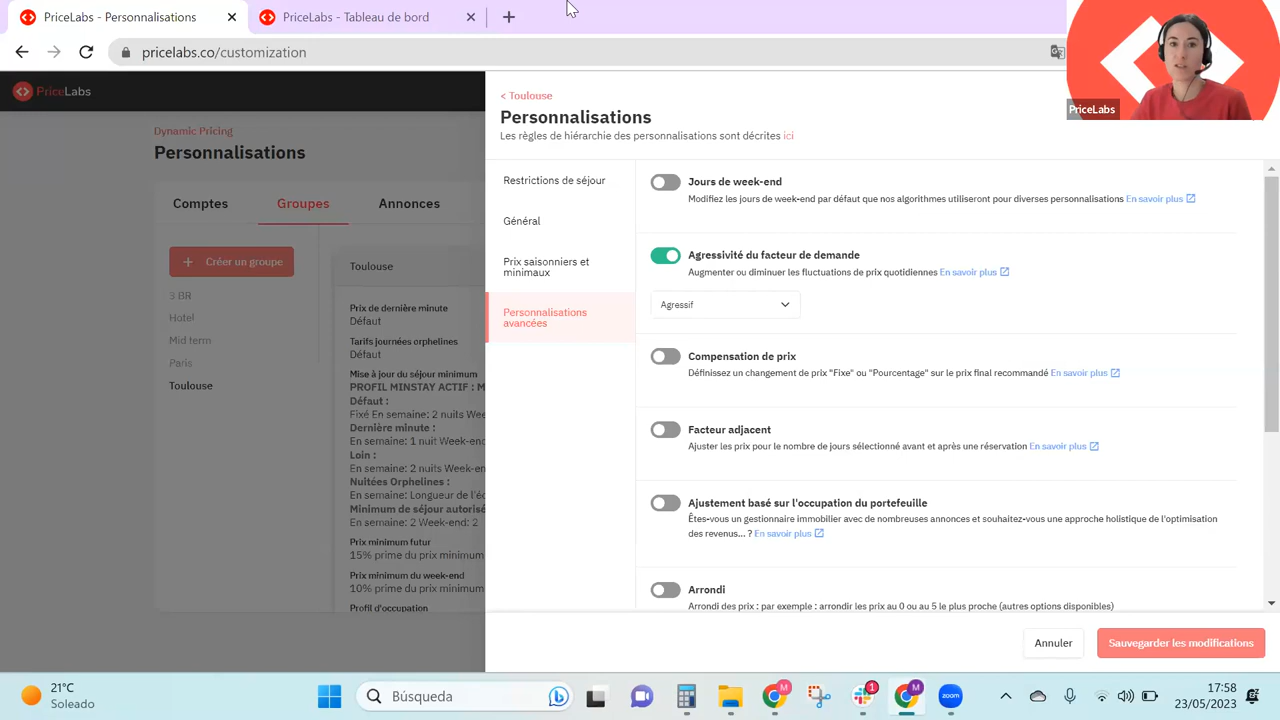 Personnalisations - PriceLabs
PriceLabs - Tableau de bord
pricelabs.co/customization
PriceLabs
PriceLabs
Dynamic Pricing
Personnalisations
Comptes
Groupes
Annonces
+ Créer un groupe
3 BR
Hotel
Mid term
Paris
Toulouse
Toulouse
Prix de dernière minute
Défaut
Tarifs journées orphelines
Défaut
Mise à jour du séjour minimum
PROFIL MINSTAY ACTIF : M
Défaut :
Fixé En semaine: 2 nuits Week-en
Dernière minute :
En semaine: 1 nuit Week-en
Loin :
En semaine: 2 nuits Week-en
Nuitées Orphelines :
En semaine: Longueur de l'éc
Minimum de séjour autoris
En semaine: 2 Week-end: 2
Prix minimum futur
15% prime du prix minimum
Prix minimum du week-end
10% prime du prix minimum
Profil d'occupation
< Toulouse
Personnalisations
Les règles de hiérarchie des personnalisations sont décrites ici
Restrictions de séjour
Général
Prix saisonniers et
minimaux
Personnalisations
avancées
Jours de week-end
Modifiez les jours de week-end par défaut que nos algorithmes utiliseront pour diverses personnalisations En savoir plus
Agressivité du facteur de demande
Augmenter ou diminuer les fluctuations de prix quotidiennes En savoir plus
Agressif
Compensation de prix
Définissez un changement de prix "Fixe" ou "Pourcentage" sur le prix final recommandé En savoir plus
Facteur adjacent
Ajuster les prix pour le nombre de jours sélectionné avant et après une réservation En savoir plus
Ajustement basé sur l'occupation du portefeuille
Êtes-vous un gestionnaire immobilier avec de nombreuses annonces et souhaitez-vous une approche holistique de l'optimisation
des revenus... ? En savoir plus
Arrondi
Arrondi des prix : par exemple : arrondir les prix au 0 ou au 5 le plus proche (autres options disponibles)
Annuler
Sauvegarder les modifications
21°C
Soleado
Búsqueda
M
1
M
zoom
17:58
23/05/2023